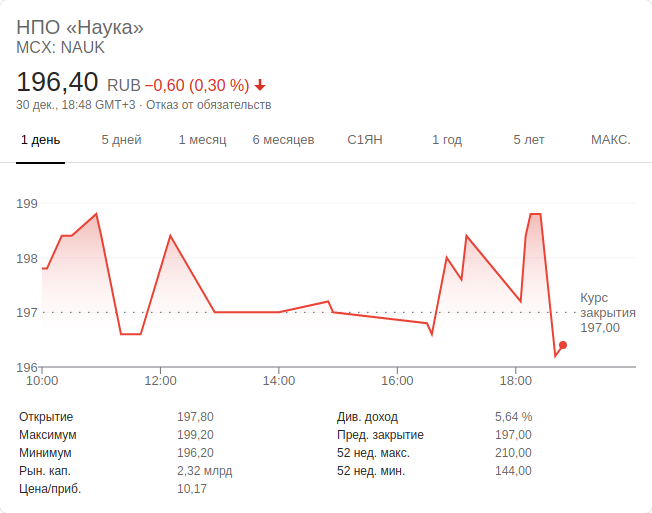 НПО «Наука»
MCX: NAUK
196,40 RUB −0,60 (0,30 %)
30 дек., 18:48 GMT+3 · Отказ от обязательств
1 день 5 дней 1 месяц 6 месяцев С1ЯН 1 год 5 лет МАКС.
199
198
197
196
Курс
закрытия
197,00
10:00 12:00 14:00 16:00 18:00
Открытие 197,80
Максимум 199,20
Минимум 196,20
Рын. кап. 2,32 млрд
Цена/приб. 10,17
Див. доход 5,64 %
Пред. закрытие 197,00
52 нед. макс. 210,00
52 нед. мин. 144,00